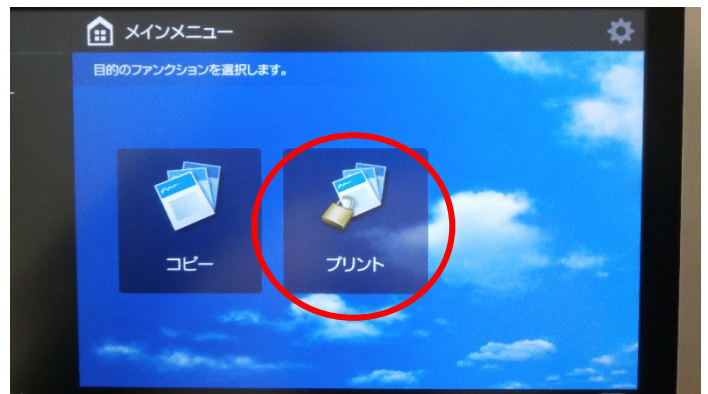 メインメニュー
目的のファンクションを選択します。
コピー
プリント